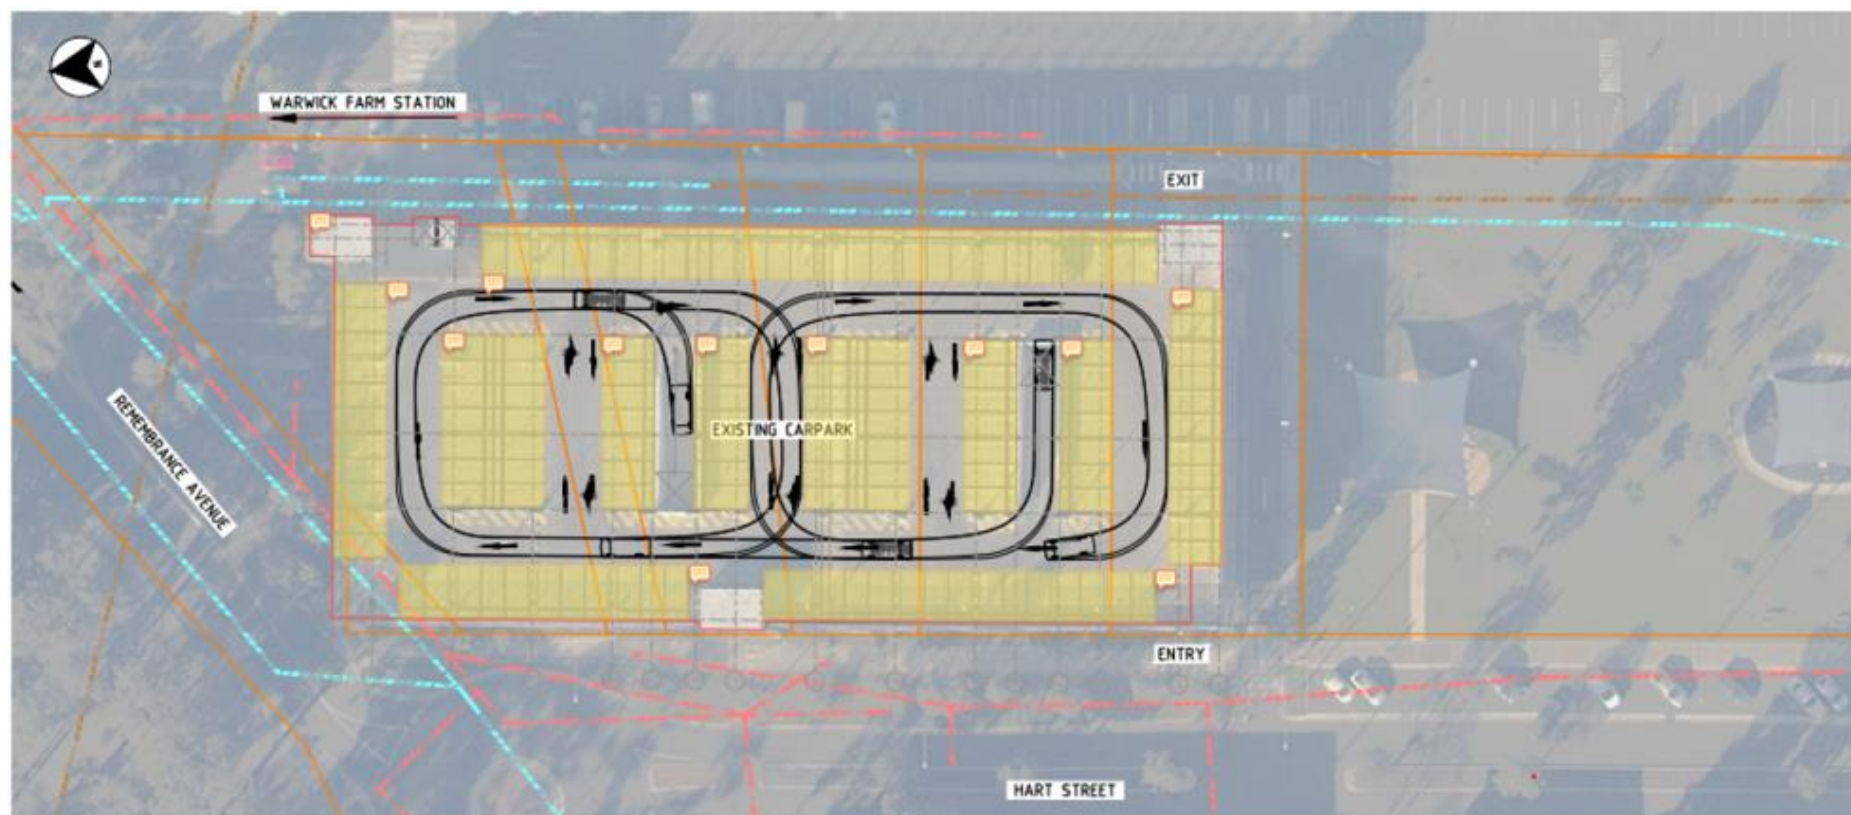 WARWICK FARM STATION
EXIT
EXISTING CARPARK
REMEMBRANCE AVENUE
ENTRY
HART STREET